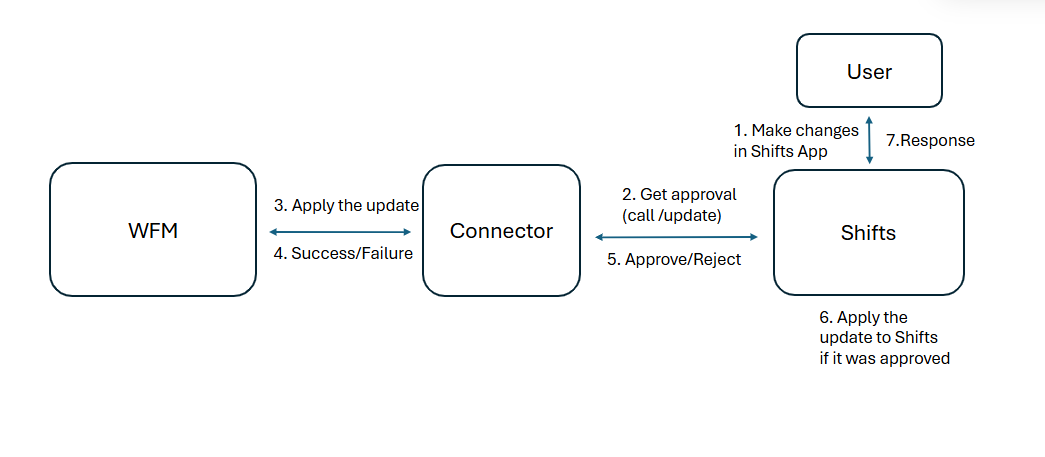 User
1. Make changes
in Shifts App
7.Response
WFM
3. Apply the update
4. Success/Failure
Connector
2. Get approval
(call /update)
5. Approve/Reject
Shifts
6. Apply the
update to Shifts
if it was approved